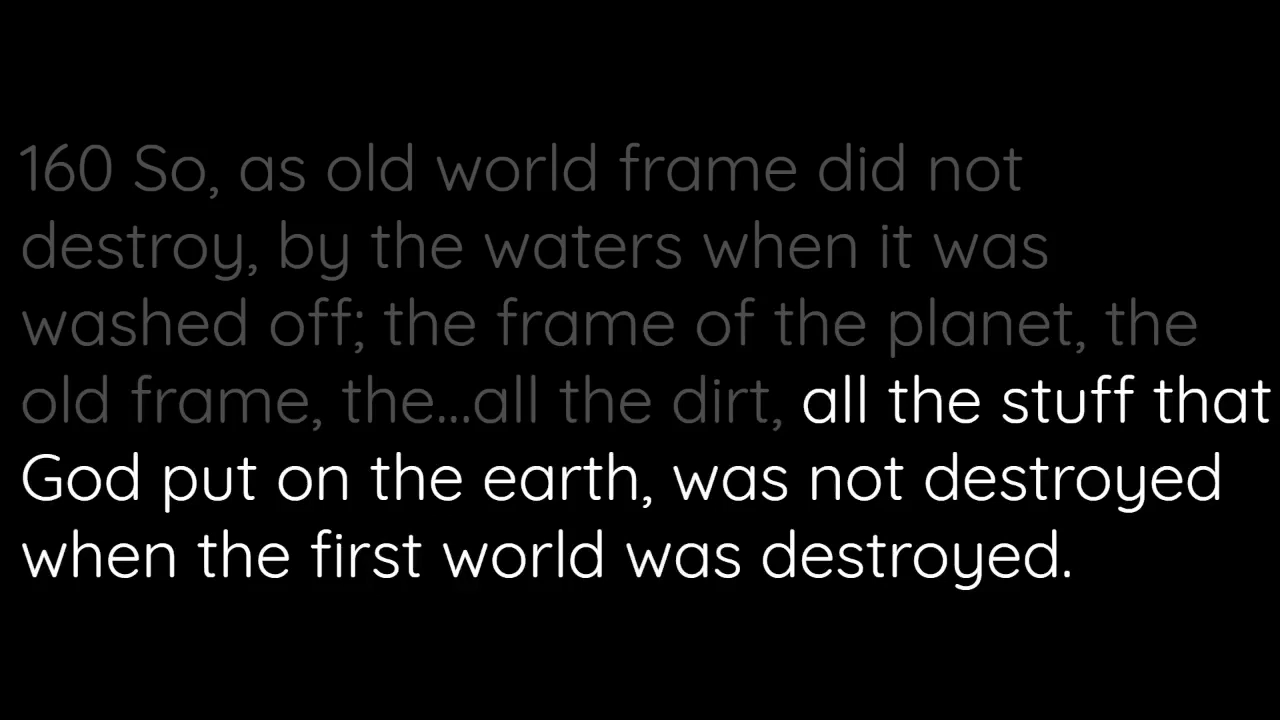 160 So, as old world frame did not
destroy, by the waters when it was
washed off; the frame of the planet, the
old frame, the...all the dirt, all the stuff that
God put on the earth, was not destroyed
when the first world was destroyed.